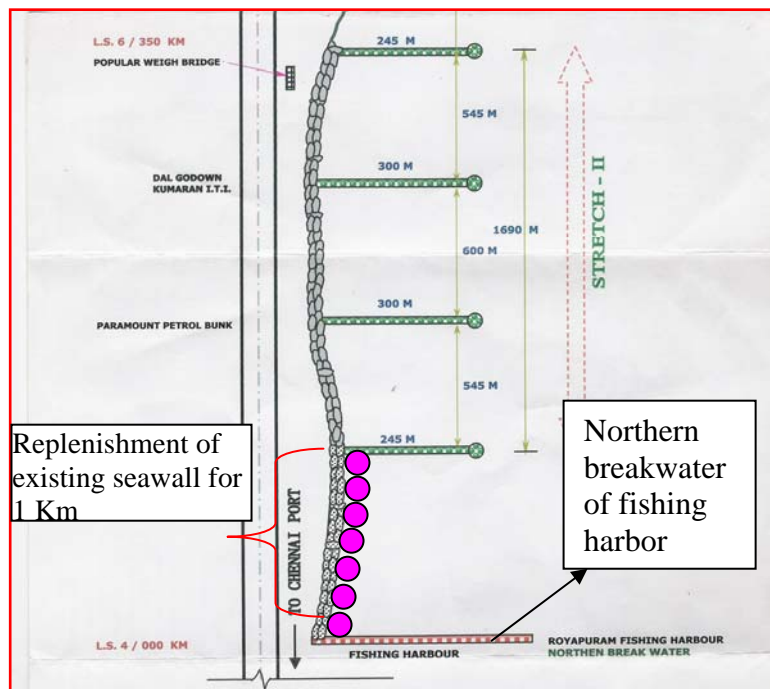 L.S. 6 / 350 KM
POPULAR WEIGH BRIDGE
245 M
545 M
DAL GODOWN
KUMARAN I.T.I.
300 M
1690 M
600 M
STRETCH - II
300 M
PARAMOUNT PETROL BUNK
545 M
245 M
Replenishment of
existing seawall for
1 Km
Northern
breakwater
of fishing
harbor
TO CHENNAI PORT
L.S. 4 / 000 KM
FISHING HARBOUR
ROYAPURAM FISHING HARBOUR
NORTHEN BREAK WATER